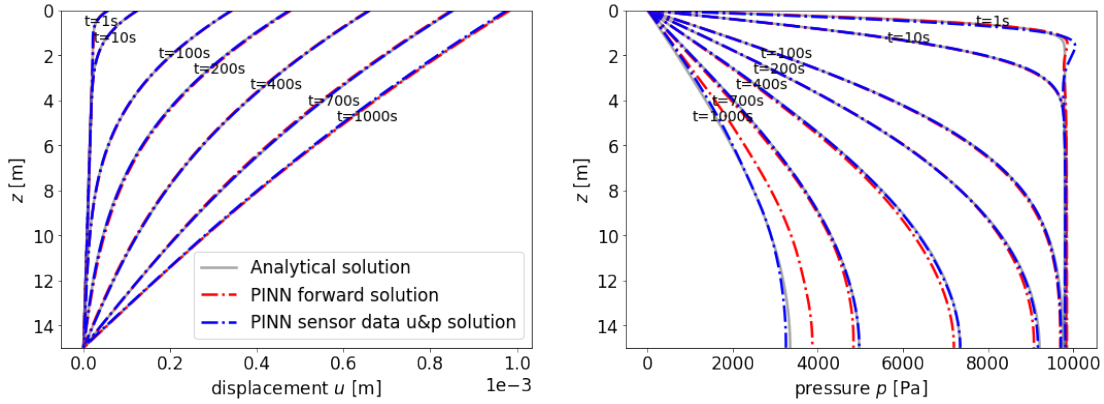 0
2
4
6
8
10
12
14
z [m]
t=1s
t=10s
t=100s
t=200s
t=400s
t=700s
t=1000s
Analytical solution
PINN forward solution
PINN sensor data u&p solution
0.0 0.2 0.4 0.6 0.8 1.0
1e−3
displacement u [m]
0
2
4
6
8
10
12
14
z [m]
t=1s
t=10s
t=100s
t=200s
t=400s
t=700s
t=1000s
0 2000 4000 6000 8000 10000
pressure p [Pa]